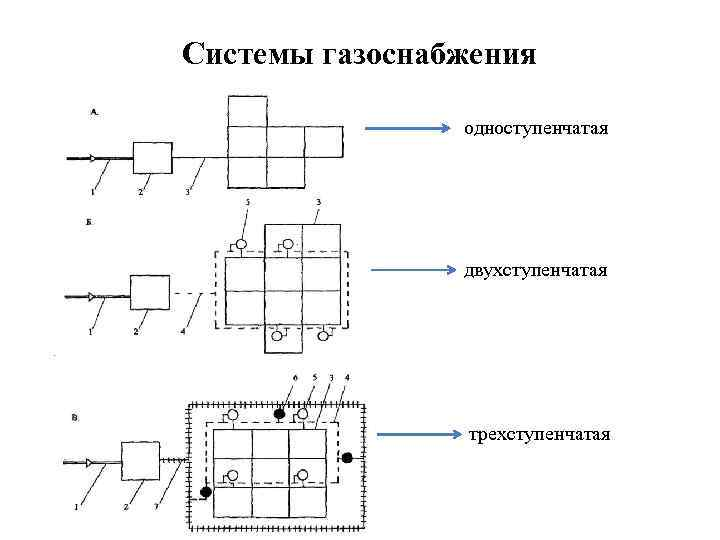 Системы газоснабжения
А.
одноступенчатая
1 2 3
5 3
Б.
двухступенчатая
1 2 4
6 5 3 4
В.
трехступенчатая
1 2 7